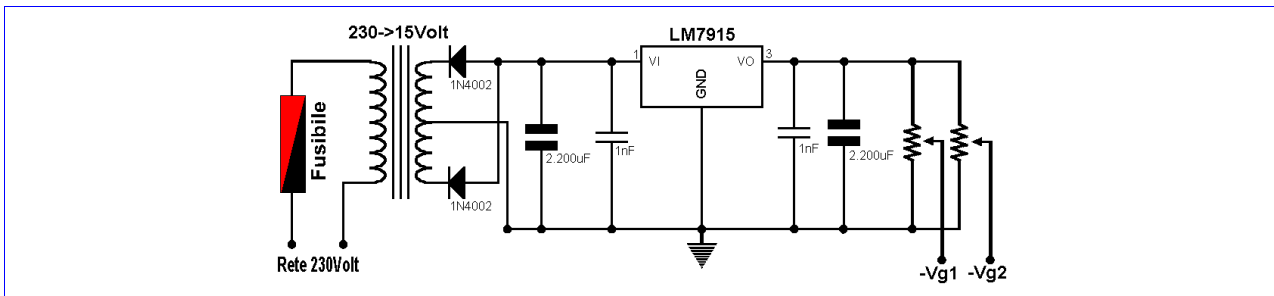 230->15Volt
LM7915
1
VI
VO
3
GND
1N4002
Fusibile
2.200uF
1nF
1nF
2.200uF
1N4002
Rete 230Volt
-Vg1
-Vg2